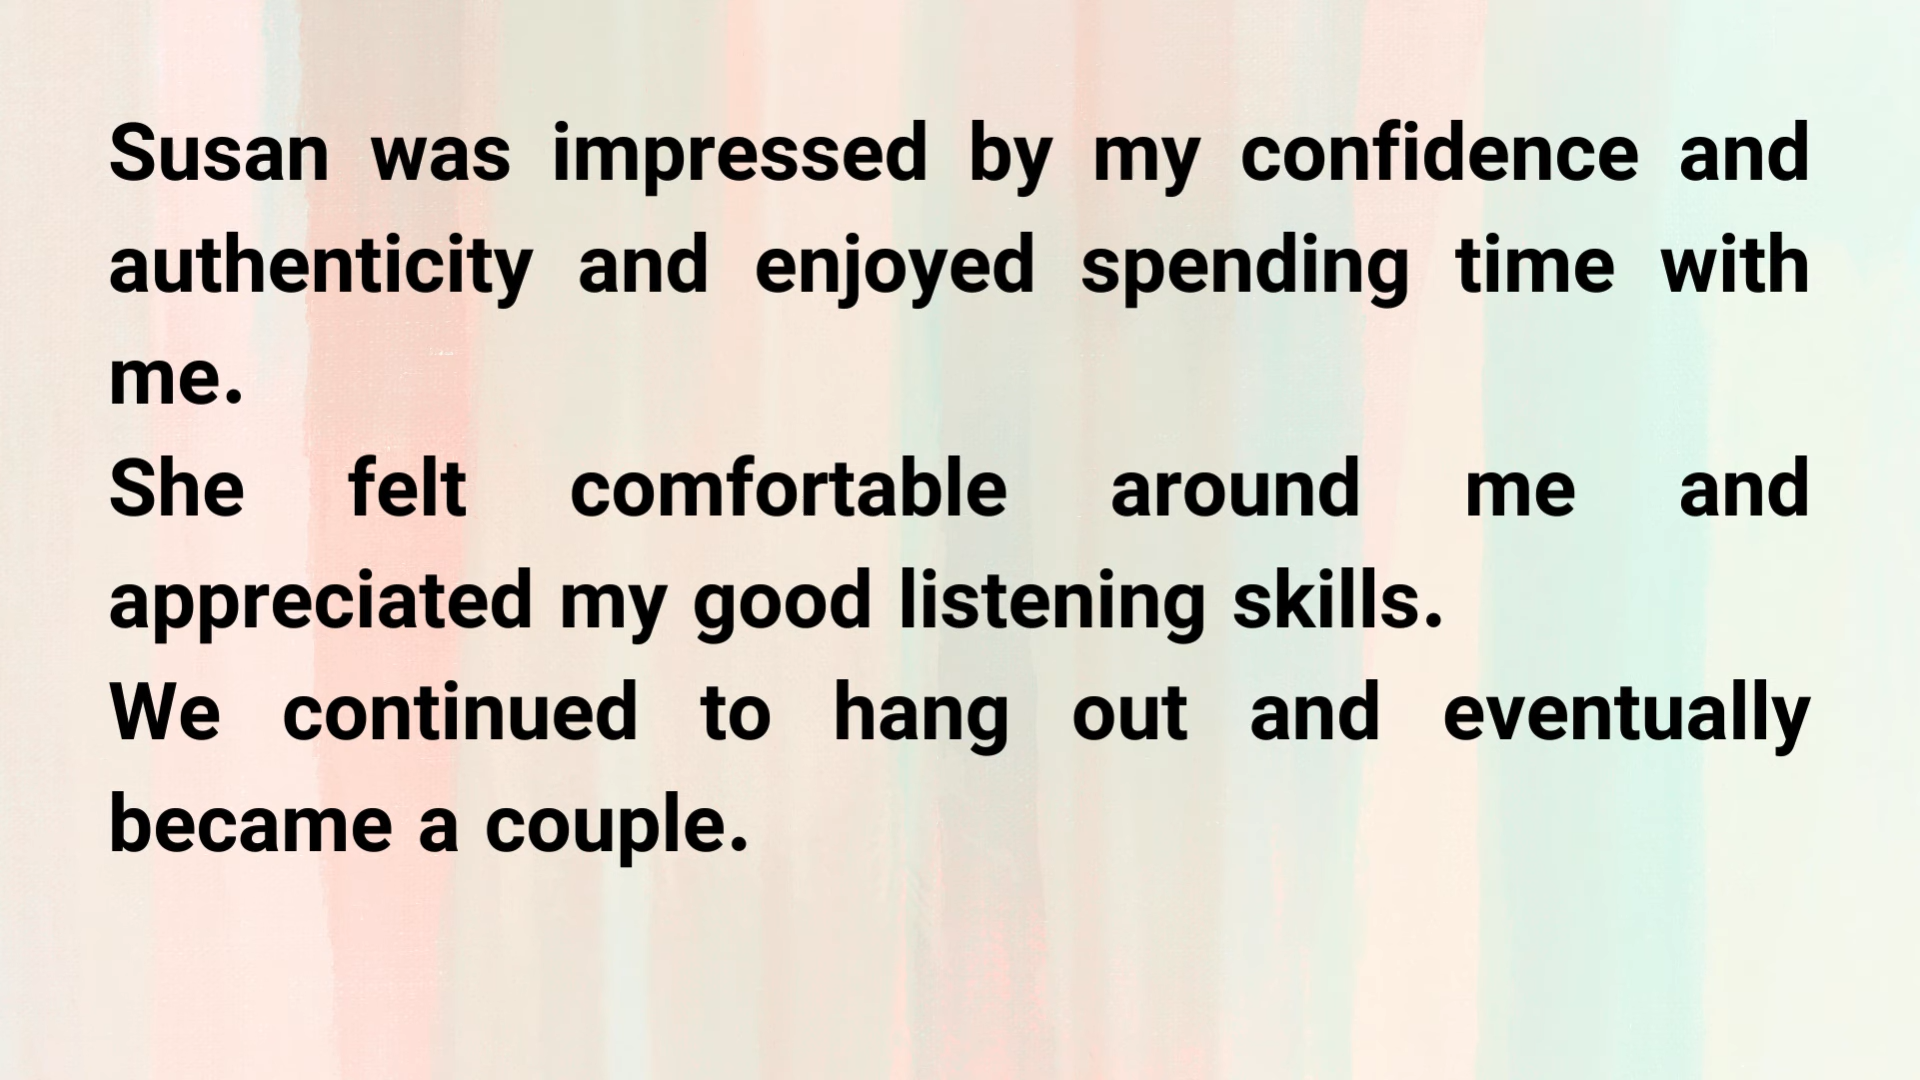 Susan was impressed by my confidence and
authenticity and enjoyed spending time with
me.
She felt comfortable around me and
appreciated my good listening skills.
We continued to hang out and eventually
became a couple.